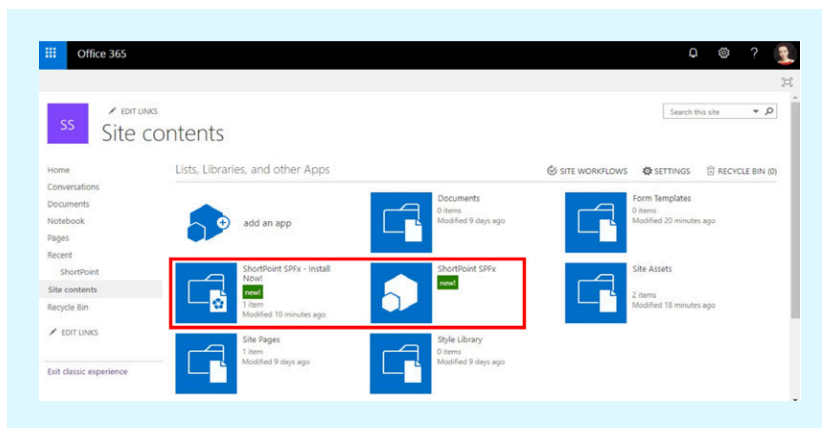 Office 365
?
EDIT LINKS
Search this site
SS
Site contents
Home
Conversations
Documents
Notebook
Pages
Recent
ShortPoint
Site contents
Recycle Bin
EDIT LINKS
Exit classic experience
Lists, Libraries, and other Apps
SITE WORKFLOWS
SETTINGS
RECYCLE BIN (0)
add an app
Documents
0 items
Modified 9 days ago
Form Templates
0 items
Modified 20 minutes ago
ShortPoint SPFx - Install
Now!
new!
1 item
Modified 10 minutes ago
ShortPoint SPFx
new!
Site Assets
2 items
Modified 18 minutes ago
Site Pages
1 item
Modified 9 days ago
Style Library
0 items
Modified 9 days ago